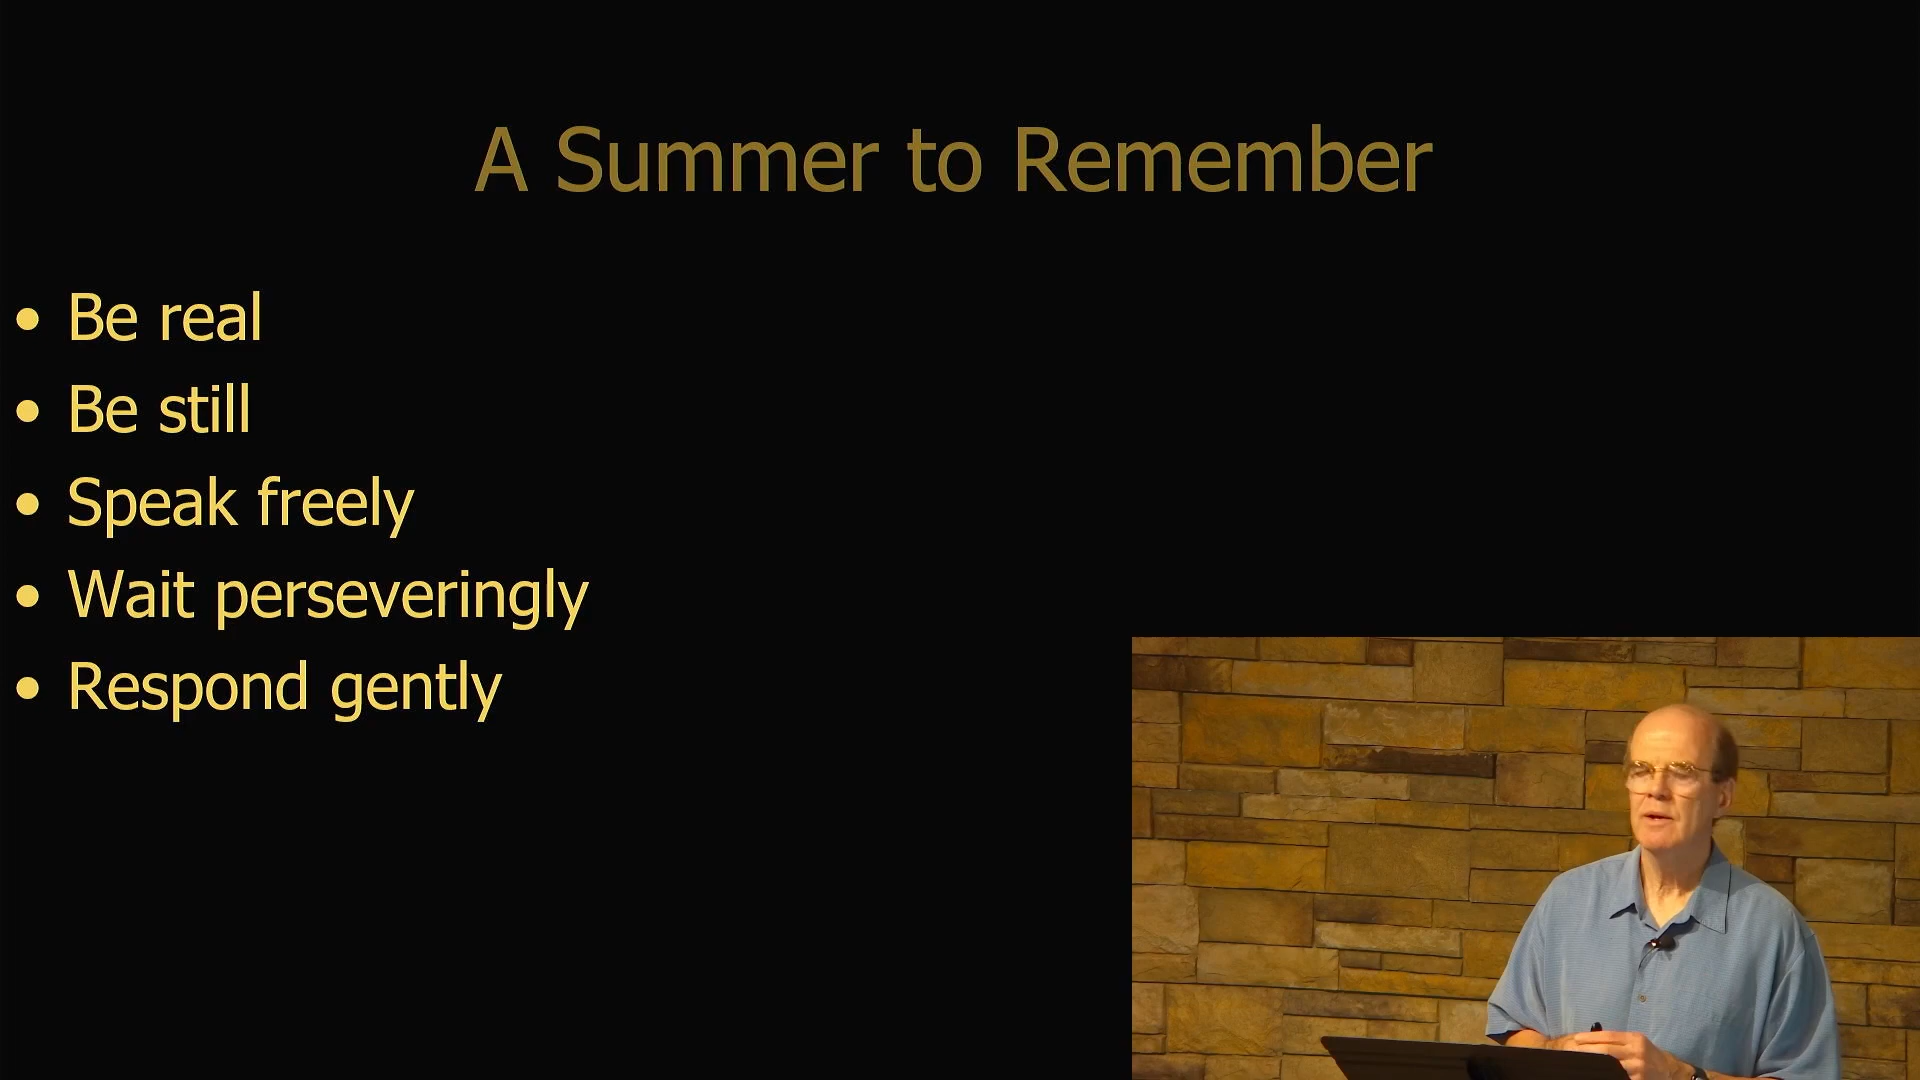 A Summer to Remember
• Be real
• Be still
• Speak freely
• Wait perseveringly
• Respond gently